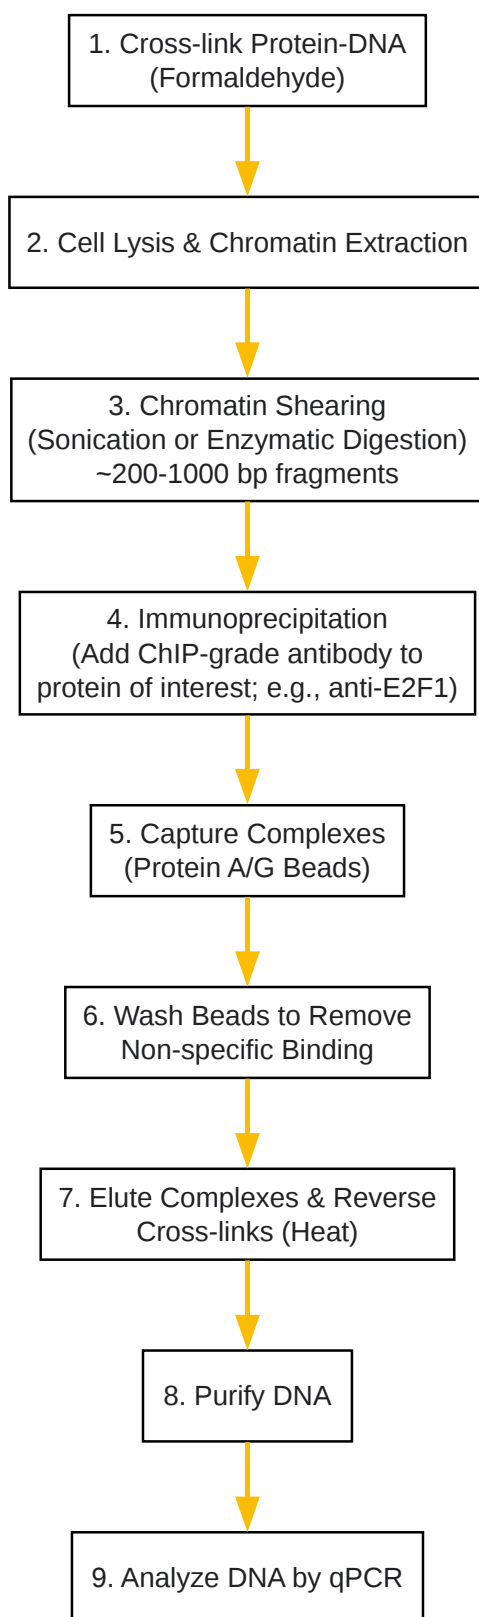 1. Cross-link Protein-DNA
(Formaldehyde)
2. Cell Lysis & Chromatin Extraction
3. Chromatin Shearing
(Sonication or Enzymatic Digestion)
~200-1000 bp fragments
4. Immunoprecipitation
(Add ChIP-grade antibody to
protein of interest; e.g., anti-E2F1)
5. Capture Complexes
(Protein A/G Beads)
6. Wash Beads to Remove
Non-specific Binding
7. Elute Complexes & Reverse
Cross-links (Heat)
8. Purify DNA
9. Analyze DNA by qPCR